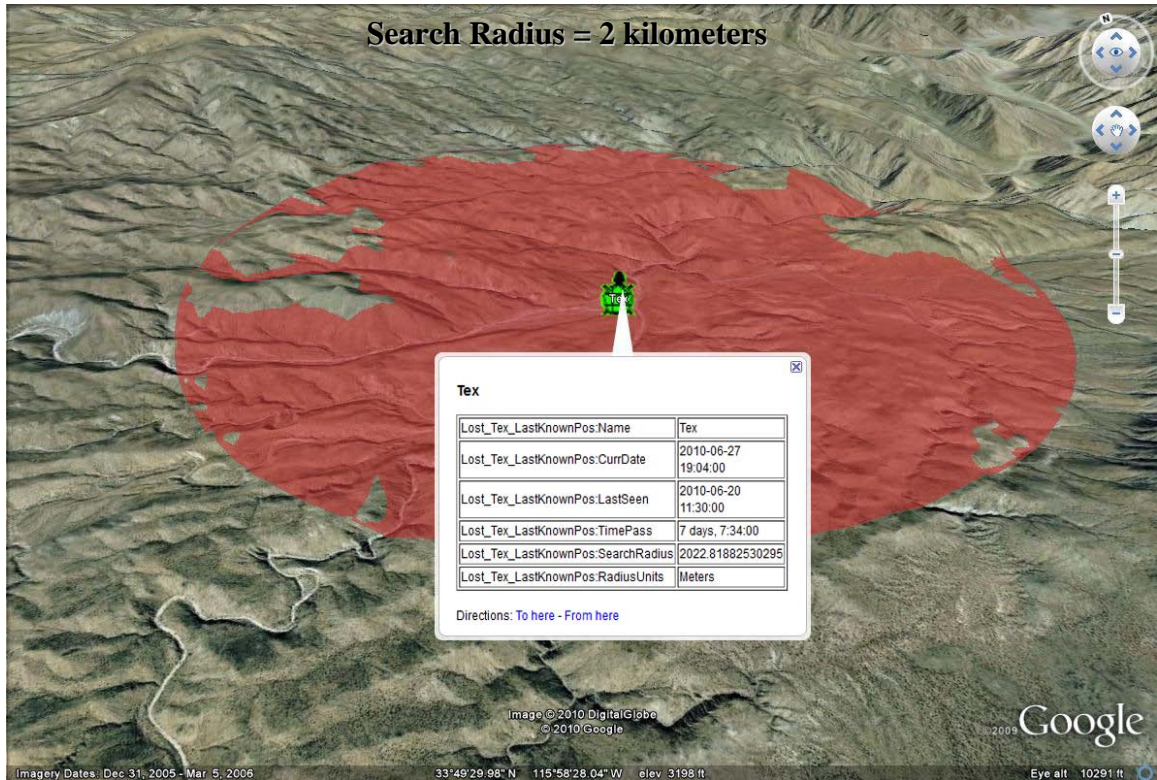 Search Radius = 2 kilometers
N
Tex
Tex
Lost_Tex_LastKnownPos:Name Tex
Lost_Tex_LastKnownPos:CurrDate 2010-06-27
19:04:00
Lost_Tex_LastKnownPos:LastSeen 2010-06-20
11:30:00
Lost_Tex_LastKnownPos:TimePass 7 days, 7:34:00
Lost_Tex_LastKnownPos:SearchRadius 2022.81882530295
Lost_Tex_LastKnownPos:RadiusUnits Meters
Directions: To here - From here
Image © 2010 DigitalGlobe
© 2010 Google
2009 Google
Imagery Dates: Dec 31, 2005 - Mar 5, 2006 33°49'29.98" N 115°58'28.04" W elev 3198 ft Eye alt 10291 ft